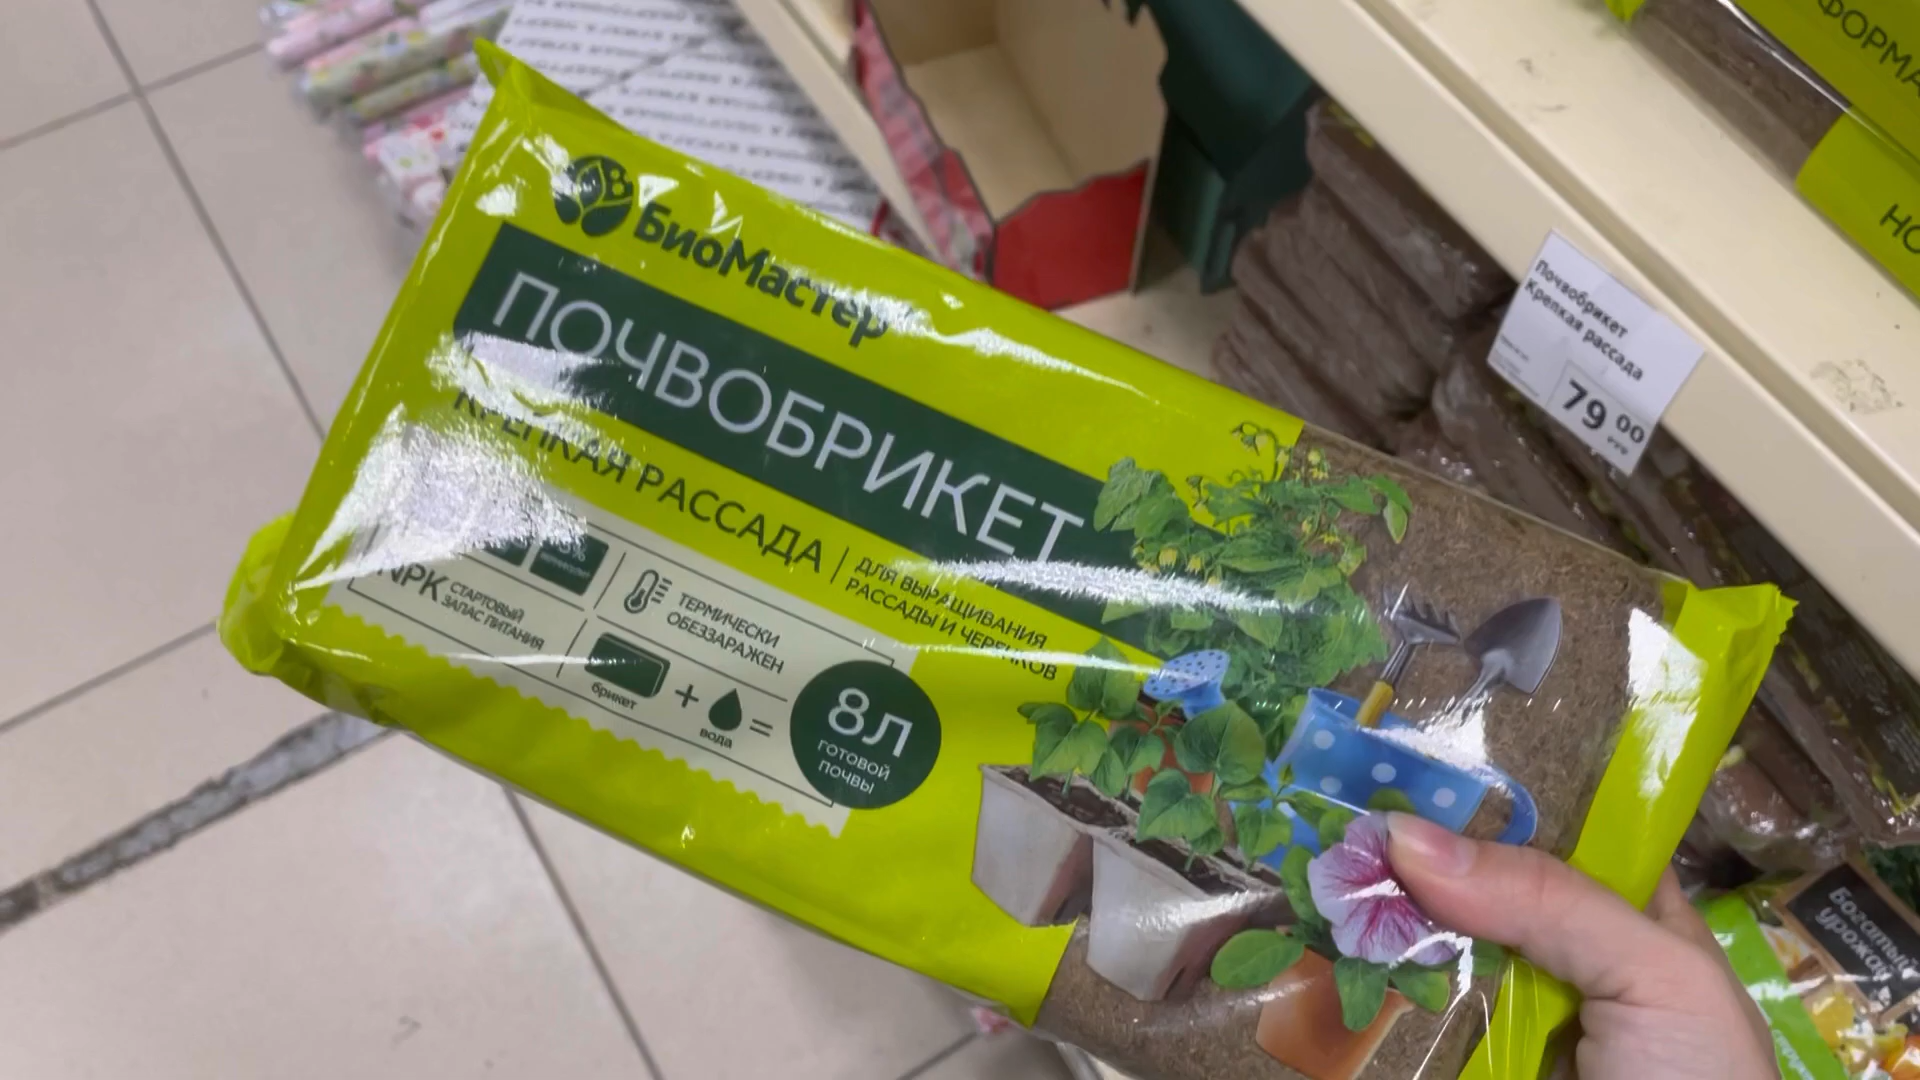 БиоМастер
ПОЧВОБРИКЕТ
КРЕПКАЯ РАССАДА
ДЛЯ ВЫРАЩИВАНИЯ
РАССАДЫ И ЧЕРЕНКОВ
NPK СТАРТОВЫЙ
ЗАПАС ПИТАНИЯ
ТЕРМИЧЕСКИ
ОБЕЗЗАРАЖЕН
брикет + вода =
8Л
ГОТОВОЙ
ПОЧВЫ
Почвобрикет
Крепкая рассада
79 00
Богатый
урожай